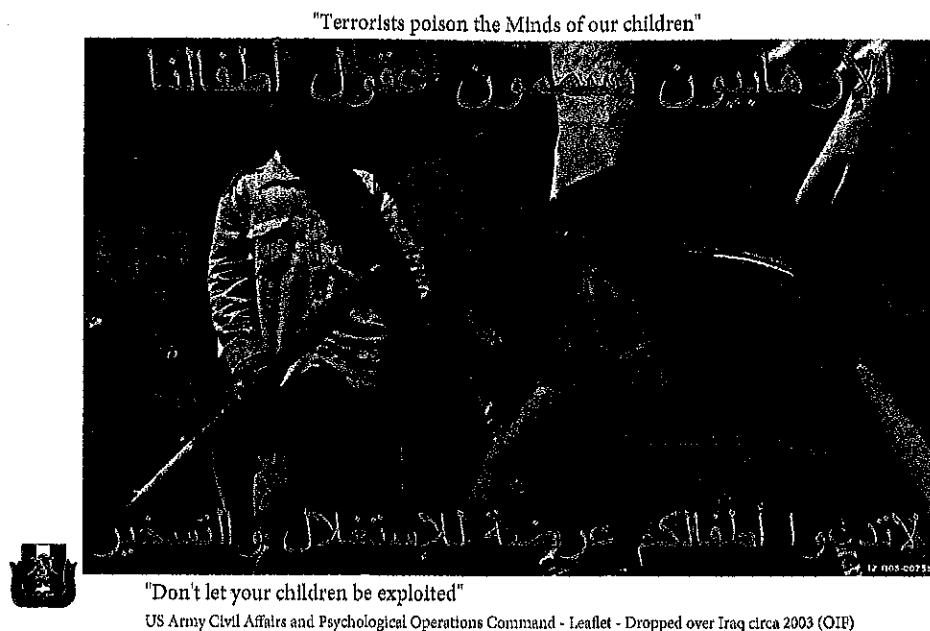 "Terrorists poison the Minds of our children"
الارهابيون يسممون عقول أطفالنا
لاتدعوا أطفالكم عرضة للإستغلال والتسخير
"Don't let your children be exploited"
US Army Civil Affairs and Psychological Operations Command - Leaflet - Dropped over Iraq circa 2003 (OIF)